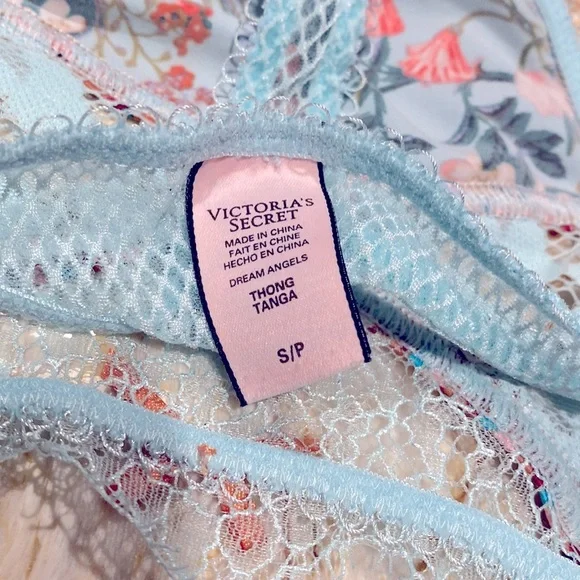 VICTORIA'S
SECRET
MADE IN CHINA
FAIT EN CHINE
HECHO EN CHINA
DREAM ANGELS
THONG
TANGA
S/P